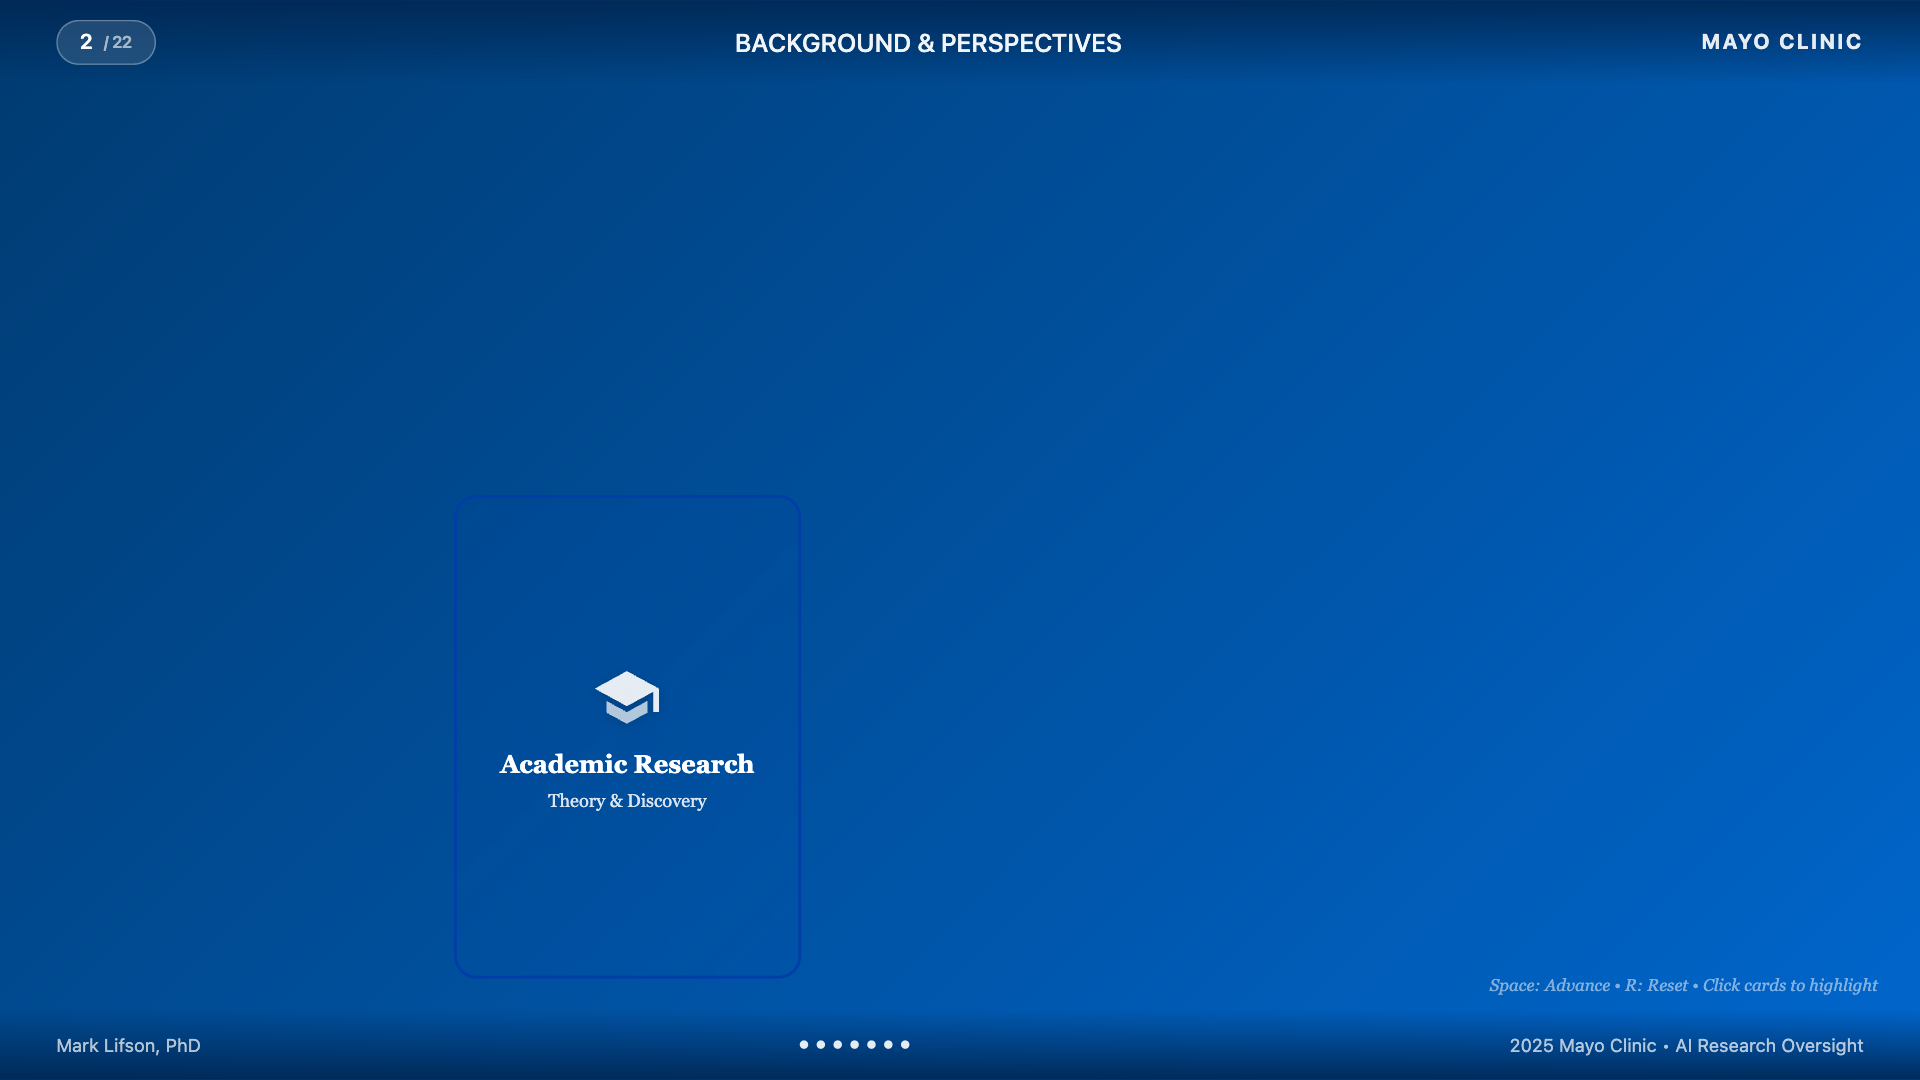 2 / 22
BACKGROUND & PERSPECTIVES
MAYO CLINIC
Academic Research
Theory & Discovery
Space: Advance • R: Reset • Click cards to highlight
Mark Lifson, PhD
2025 Mayo Clinic • AI Research Oversight